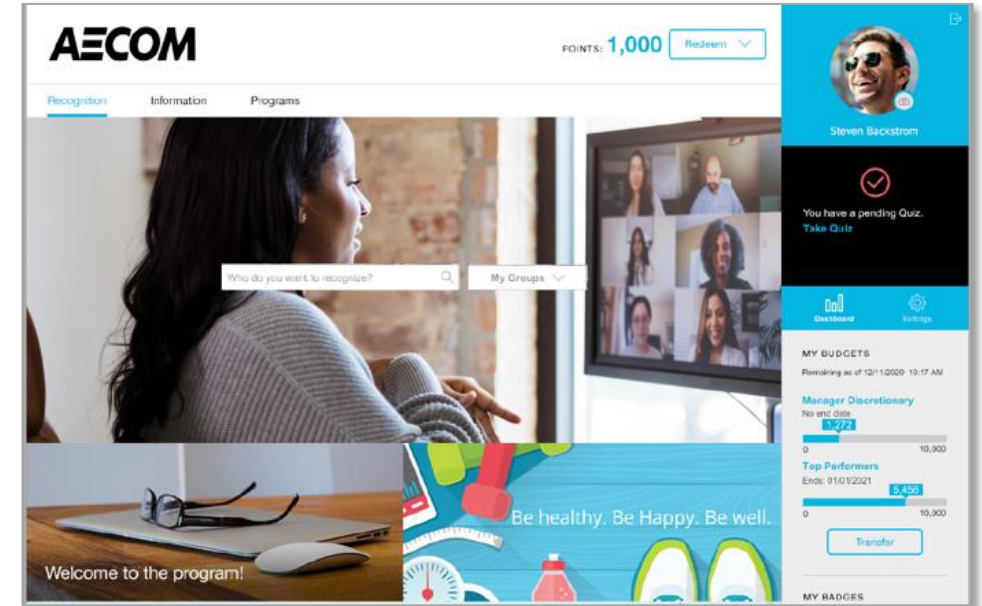 AECOM
POINTS: 1,000 Redeem
Recognition Information Programs
Who do you want to recognize? My Groups
Welcome to the program!
Be healthy. Be Happy. Be well.
Steven Backstrom
You have a pending Quiz.
Take Quiz
Dashboard Settings
MY BUDGETS
Remaining as of 12/11/2020 10:17 AM
Manager Discretionary
No end date
1,272
0 10,000
Top Performers
Ends: 01/01/2021
5,456
0 10,000
Transfer
MY BADGES